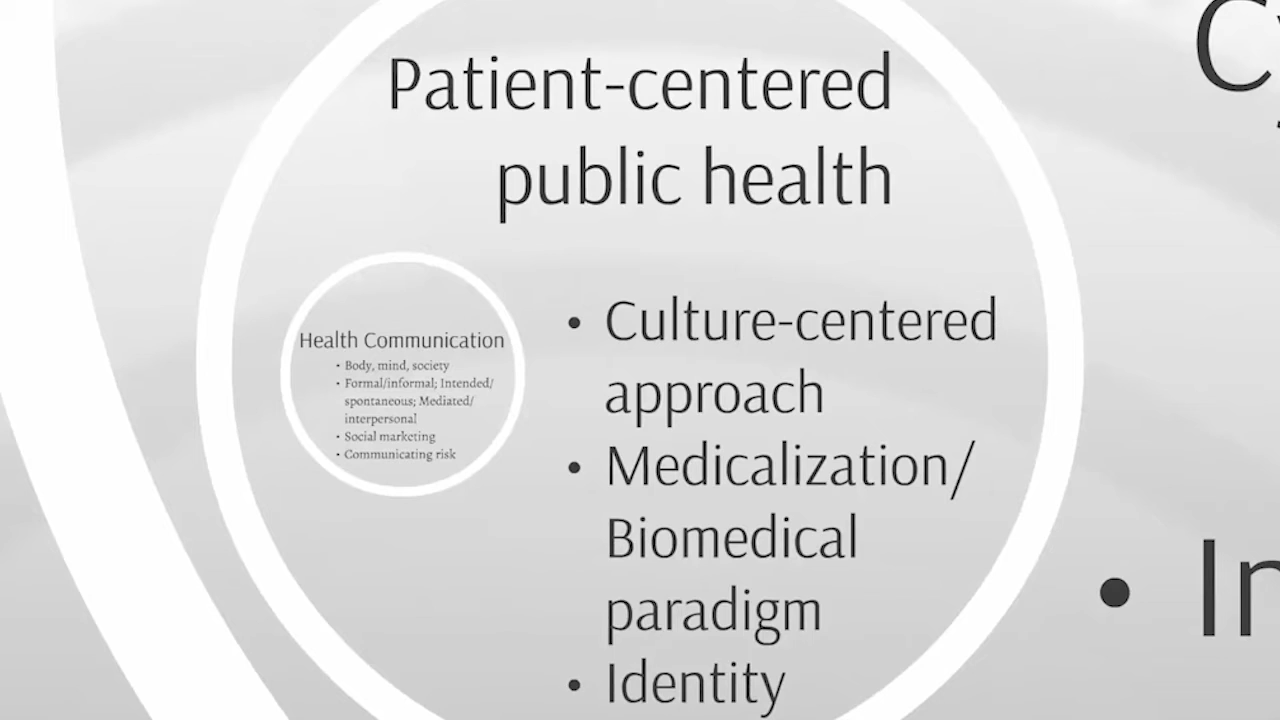 Patient-centered
public health
Health Communication
• Body, mind, society
• Formal/informal; Intended/
spontaneous; Mediated/
interpersonal
• Social marketing
• Communicating risk
• Culture-centered
approach
• Medicalization/
Biomedical
paradigm
• Identity